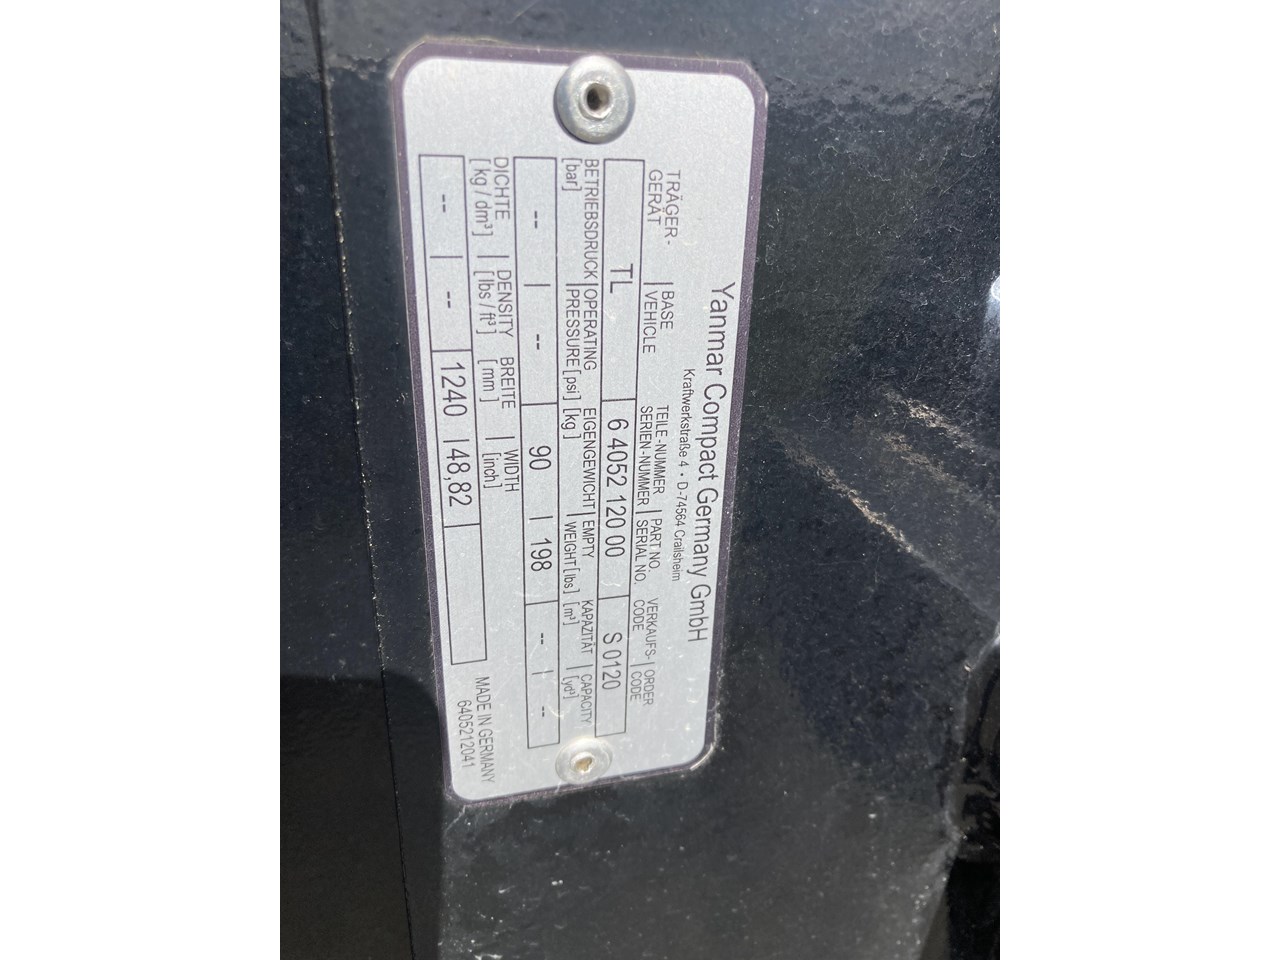 Yanmar Compact Germany GmbH
Kraftwerkstraße 4 · D-74564 Crailsheim
TRÄGER- | BASE TEILE-NUMMER | PART NO. VERKAUFS- | ORDER
GERÄT | VEHICLE SERIEN-NUMMER | SERIAL NO. CODE | CODE
TL 6 4052 120 00 S 0120
BETRIEBSDRUCK | OPERATING EIGENGEWICHT | EMPTY KAPAZITÄT | CAPACITY
[bar] | PRESSURE [psi] [kg] | WEIGHT [lbs] [m³] | [yd³]
-- | -- 90 | 198 -- | --
DICHTE | DENSITY BREITE | WIDTH
[kg / dm³] | [lbs / ft³] [mm] | [inch]
-- | -- 1240 | 48,82
MADE IN GERMANY
6405212041